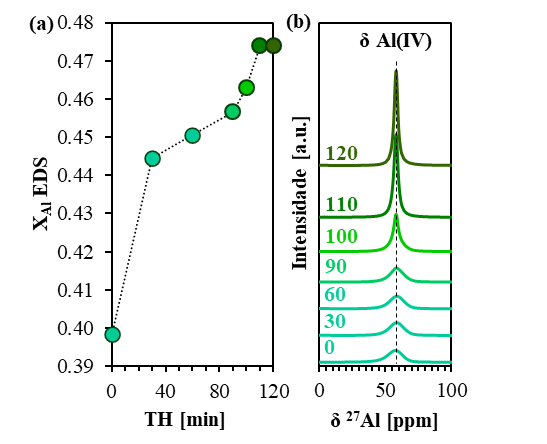 (a)
0.48
0.47
0.46
0.45
0.44
0.43
0.42
0.41
0.40
0.39
X_Al EDS
0 40 80 120
TH [min]
(b)
δ Al(IV)
Intensidade [a.u.]
120
110
100
90
60
30
0
0 50 100
δ ²⁷Al [ppm]